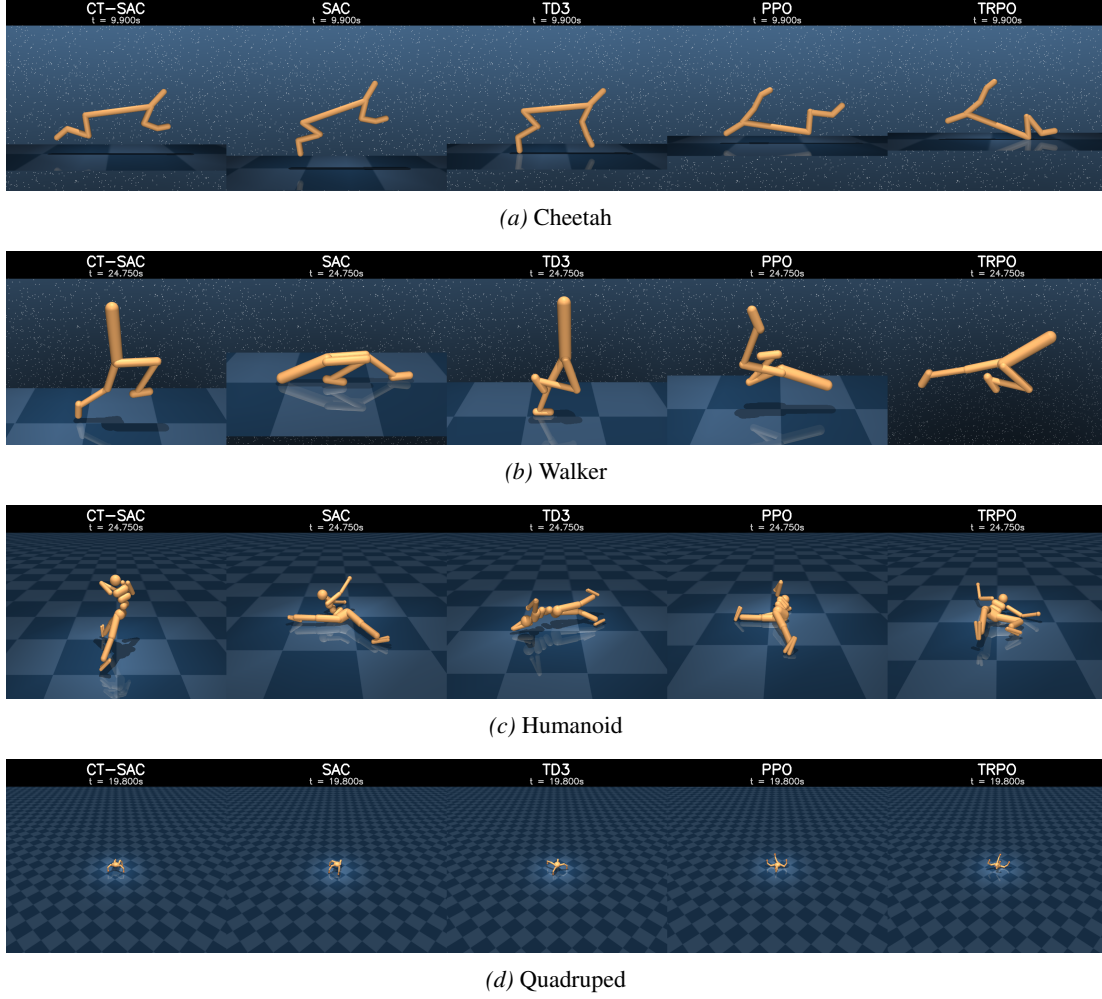 CT-SAC SAC TD3 PPO TRPO
t = 9.900s t = 9.900s t = 9.900s t = 9.900s t = 9.900s
(a) Cheetah
CT-SAC SAC TD3 PPO TRPO
t = 24.750s t = 24.750s t = 24.750s t = 24.750s t = 24.750s
(b) Walker
CT-SAC SAC TD3 PPO TRPO
t = 24.750s t = 24.750s t = 24.750s t = 24.750s t = 24.750s
(c) Humanoid
CT-SAC SAC TD3 PPO TRPO
t = 19.800s t = 19.800s t = 19.800s t = 19.800s t = 19.800s
(d) Quadruped